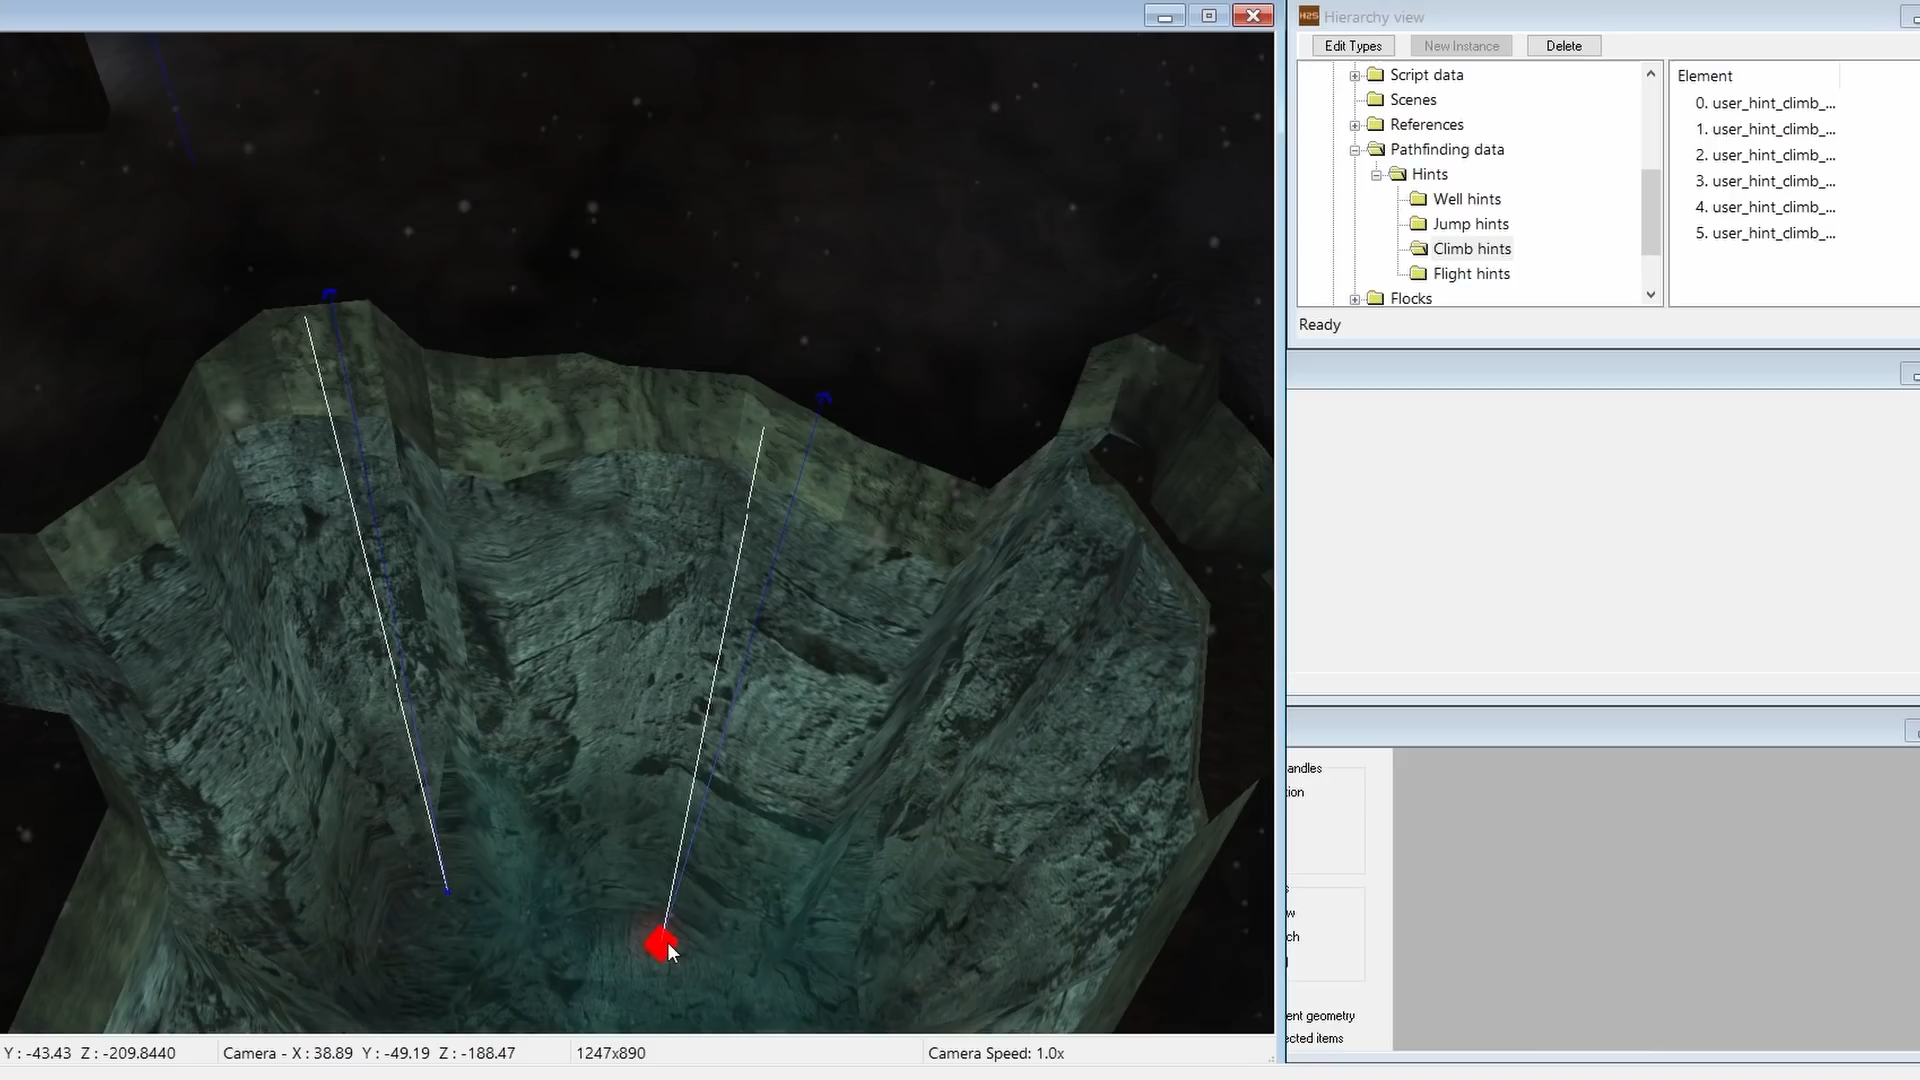 H2S Hierarchy view
Edit Types New Instance Delete
Script data
Scenes
References
Pathfinding data
Hints
Well hints
Jump hints
Climb hints
Flight hints
Flocks
Element
0. user_hint_climb_...
1. user_hint_climb_...
2. user_hint_climb_...
3. user_hint_climb_...
4. user_hint_climb_...
5. user_hint_climb_...
Ready
andles
ion
s
w
ch
ent geometry
ected items
Y : -43.43 Z : -209.8440 Camera - X : 38.89 Y : -49.19 Z : -188.47 1247x890 Camera Speed: 1.0x